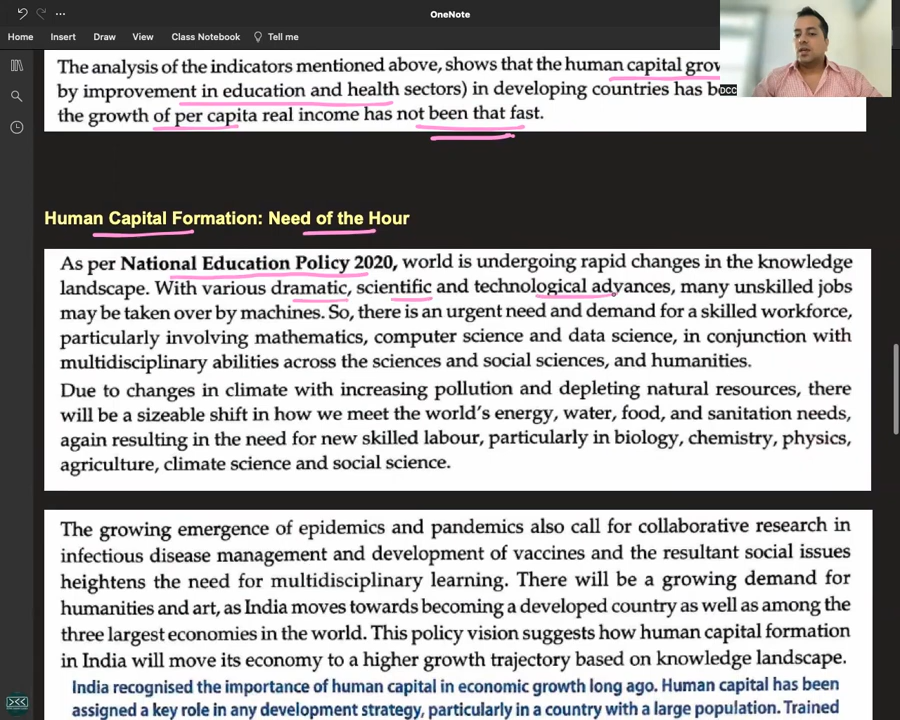 OneNote
Home Insert Draw View Class Notebook Tell me
The analysis of the indicators mentioned above, shows that the human capital grow
by improvement in education and health sectors) in developing countries has b
DCC
the growth of per capita real income has not been that fast.
Human Capital Formation: Need of the Hour
As per National Education Policy 2020, world is undergoing rapid changes in the knowledge
landscape. With various dramatic, scientific and technological advances, many unskilled jobs
may be taken over by machines. So, there is an urgent need and demand for a skilled workforce,
particularly involving mathematics, computer science and data science, in conjunction with
multidisciplinary abilities across the sciences and social sciences, and humanities.
Due to changes in climate with increasing pollution and depleting natural resources, there
will be a sizeable shift in how we meet the world's energy, water, food, and sanitation needs,
again resulting in the need for new skilled labour, particularly in biology, chemistry, physics,
agriculture, climate science and social science.
The growing emergence of epidemics and pandemics also call for collaborative research in
infectious disease management and development of vaccines and the resultant social issues
heightens the need for multidisciplinary learning. There will be a growing demand for
humanities and art, as India moves towards becoming a developed country as well as among the
three largest economies in the world. This policy vision suggests how human capital formation
in India will move its economy to a higher growth trajectory based on knowledge landscape.
India recognised the importance of human capital in economic growth long ago. Human capital has been
assigned a key role in any development strategy, particularly in a country with a large population. Trained